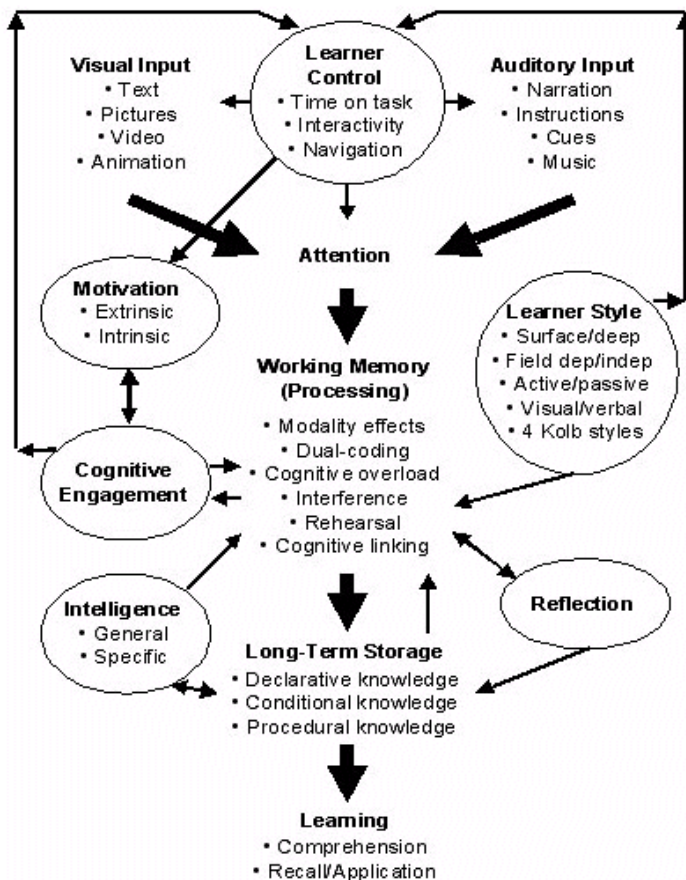 Visual Input
• Text
• Pictures
• Video
• Animation
Learner
Control
• Time on task
• Interactivity
• Navigation
Auditory Input
• Narration
• Instructions
• Cues
• Music
Attention
Motivation
• Extrinsic
• Intrinsic
Learner Style
• Surface/deep
• Field dep/indep
• Active/passive
• Visual/verbal
• 4 Kolb styles
Working Memory
(Processing)
• Modality effects
• Dual-coding
• Cognitive overload
• Interference
• Rehearsal
• Cognitive linking
Cognitive
Engagement
Intelligence
• General
• Specific
Reflection
Long-Term Storage
• Declarative knowledge
• Conditional knowledge
• Procedural knowledge
Learning
• Comprehension
• Recall/Application